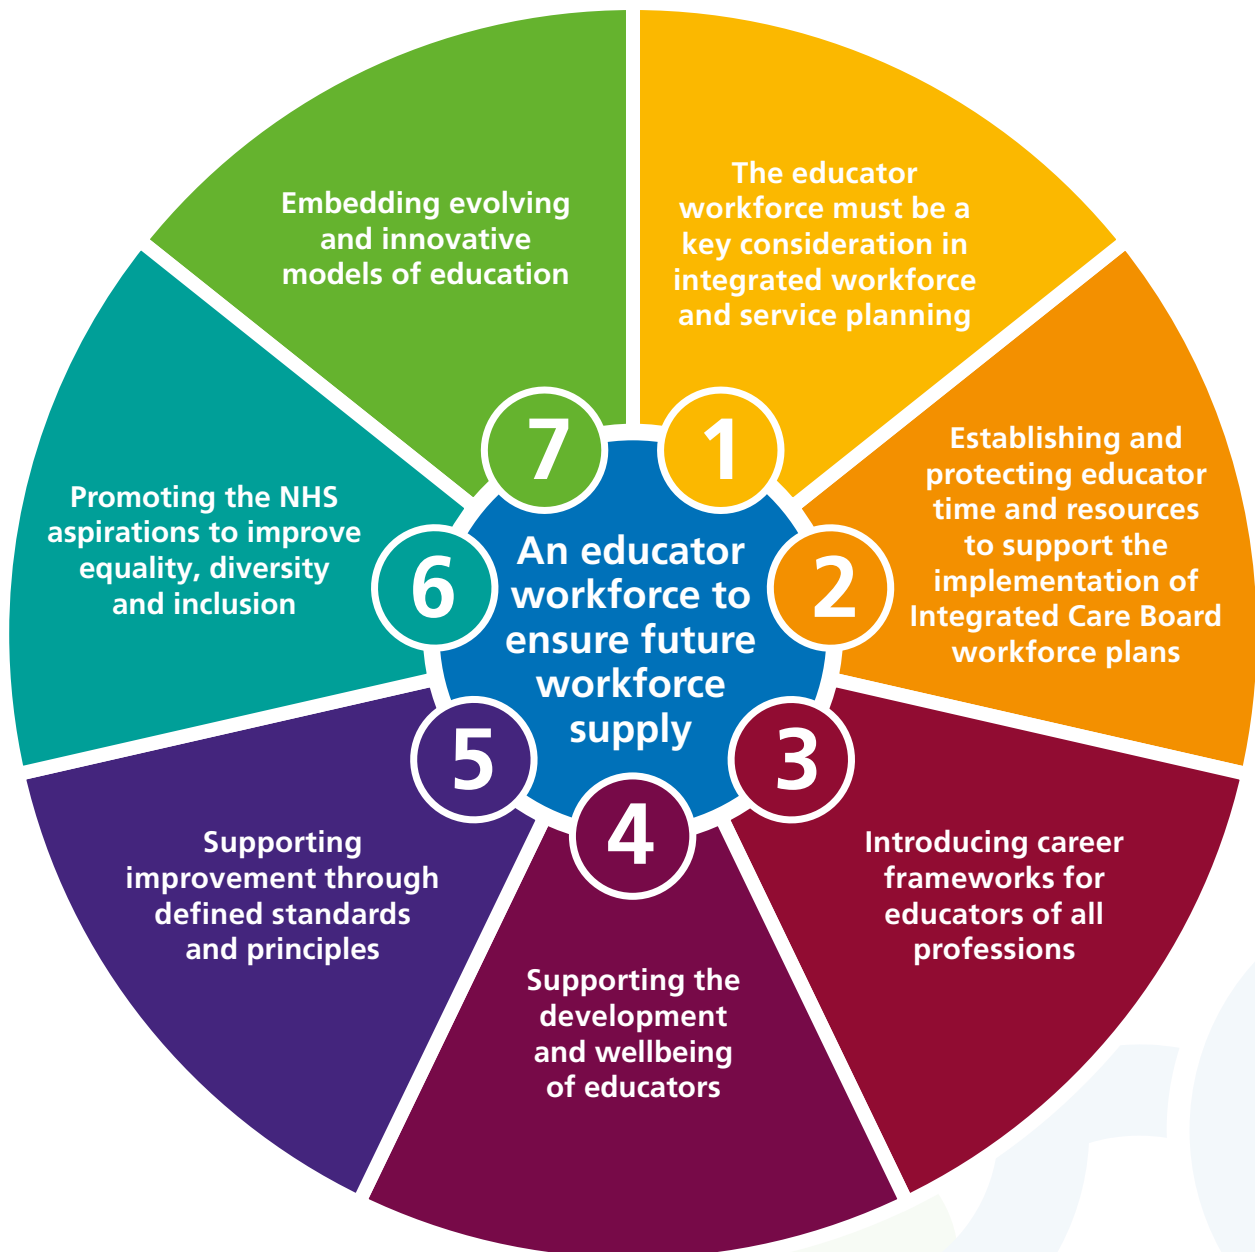 1
The educator
workforce must be a
key consideration in
integrated workforce
and service planning
2
Establishing and
protecting educator
time and resources
to support the
implementation of
Integrated Care Board
workforce plans
3
Introducing career
frameworks for
educators of all
professions
4
Supporting the
development
and wellbeing
of educators
5
Supporting
improvement through
defined standards
and principles
6
Promoting the NHS
aspirations to improve
equality, diversity
and inclusion
7
Embedding evolving
and innovative
models of education
An educator
workforce to
ensure future
workforce
supply